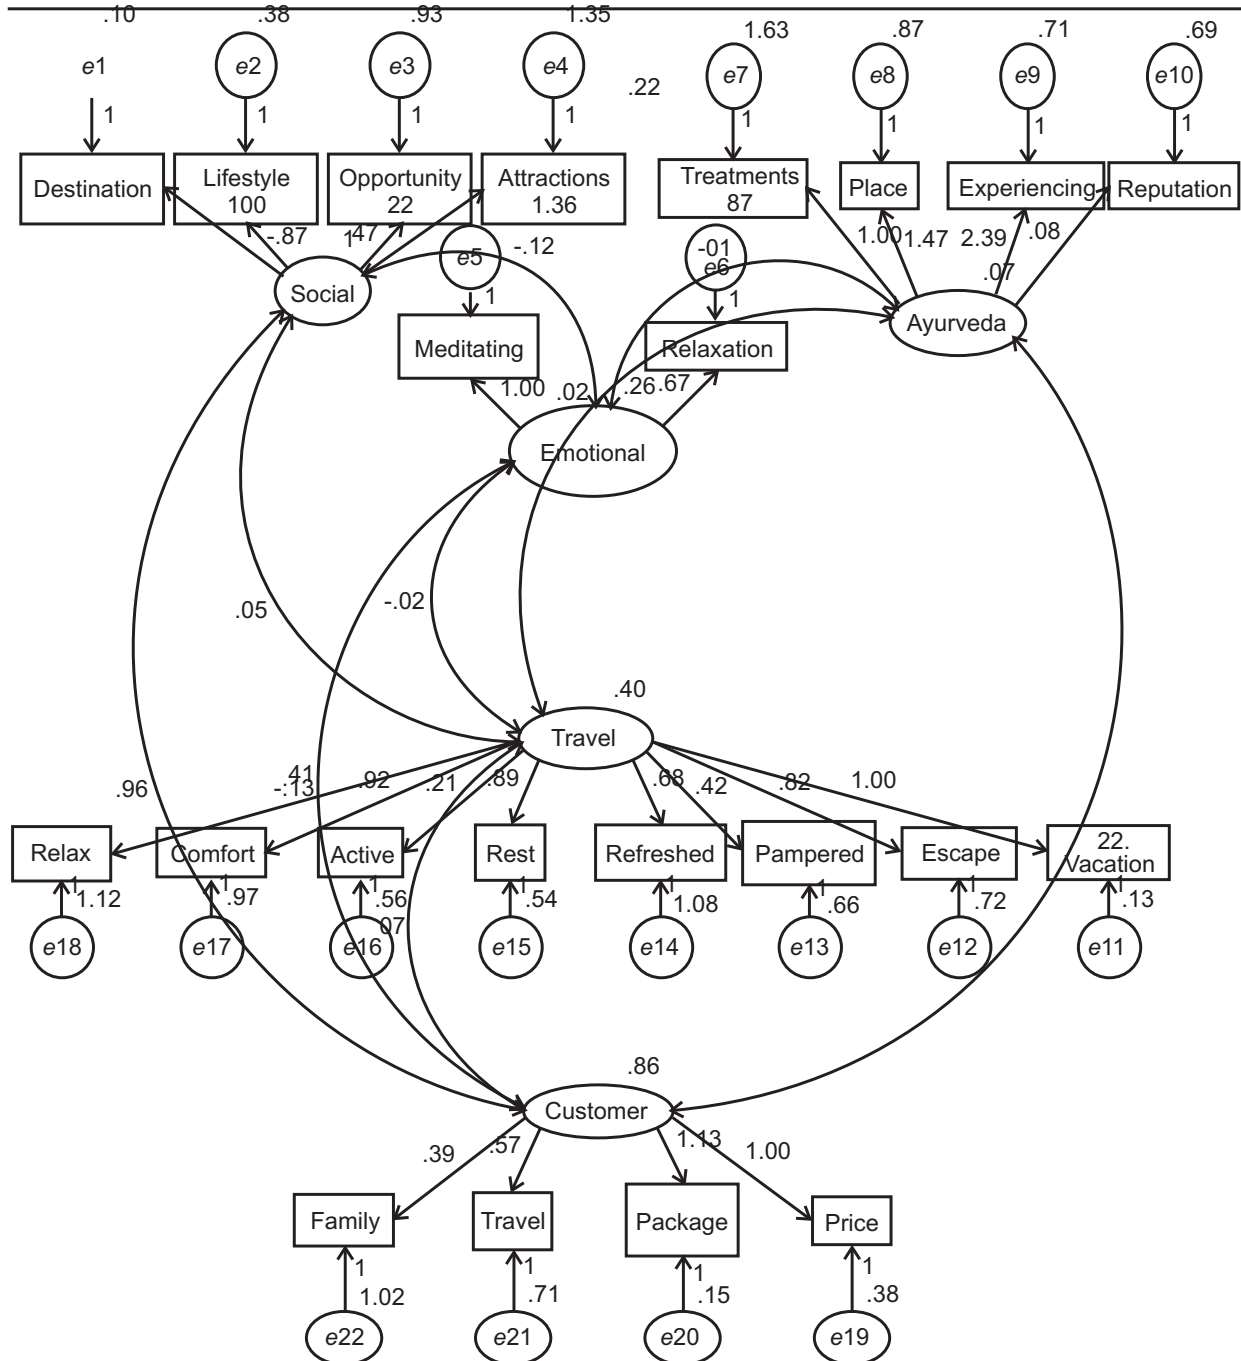 .10 .38 .93 1.35
1.63 .87 .71 .69
e1 e2 e3 e4 .22 e7 e8 e9 e10
1 1 1 1 1 1 1 1
Destination Lifestyle Opportunity Attractions Treatments Place Experiencing Reputation
100 22 1.36 87
-.87 1 .47 e5 -.12 -01 1.00 1.47 2.39 .08
e6 .07
Social 1 1 Ayurveda
Meditating Relaxation
1.00 .02 .26 .67
Emotional
.05 -.02
.40
Travel
.96 .41 -.13 .92 .21 .89 .68 .42 .82 1.00
Relax Comfort Active Rest Refreshed Pampered Escape 22.
Vacation
1 1 1 1 1 1 1 1
1.12 .97 .56 .54 1.08 .66 .72 .13
07
e18 e17 e16 e15 e14 e13 e12 e11
.86
Customer
.39 .57 1.13 1.00
Family Travel Package Price
1 1 1 1
1.02 .71 .15 .38
e22 e21 e20 e19